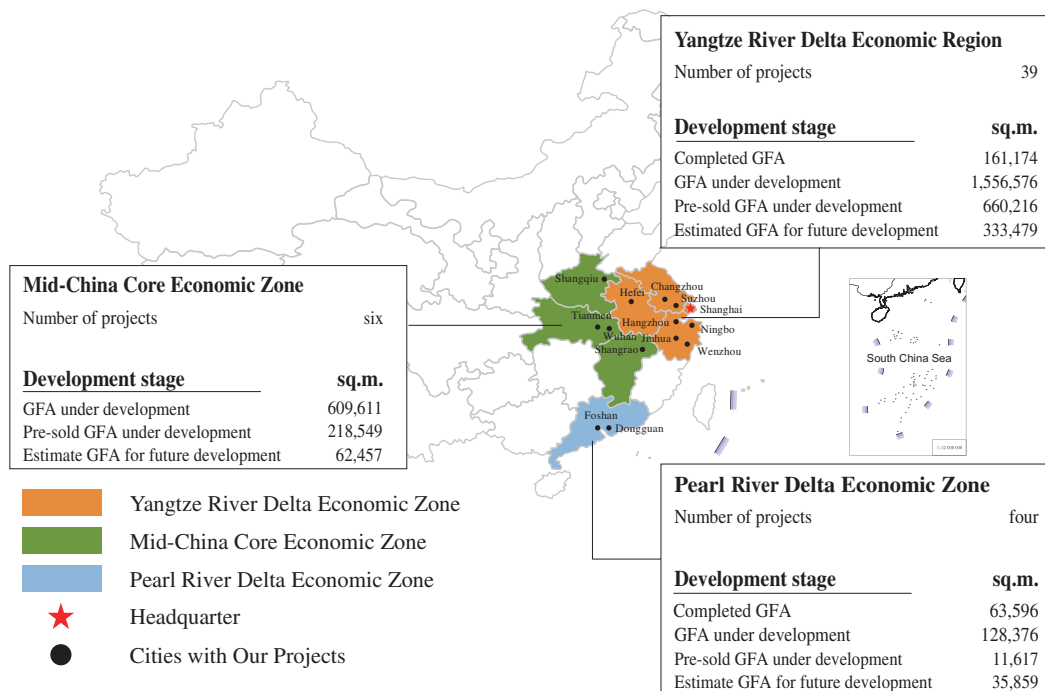 Yangtze River Delta Economic Region
Number of projects 39
Development stage sq.m.
Completed GFA 161,174
GFA under development 1,556,576
Pre-sold GFA under development 660,216
Estimated GFA for future development 333,479
Mid-China Core Economic Zone
Number of projects six
Development stage sq.m.
GFA under development 609,611
Pre-sold GFA under development 218,549
Estimate GFA for future development 62,457
Shangqiu
Hefei
Changzhou
Suzhou
Shanghai
Tianmen
Wuhan
Hangzhou
Ningbo
Jinhua
Shangrao
Wenzhou
Foshan
Dongguan
South China Sea
Yangtze River Delta Economic Zone
Mid-China Core Economic Zone
Pearl River Delta Economic Zone
Headquarter
Cities with Our Projects
Pearl River Delta Economic Zone
Number of projects four
Development stage sq.m.
Completed GFA 63,596
GFA under development 128,376
Pre-sold GFA under development 11,617
Estimate GFA for future development 35,859